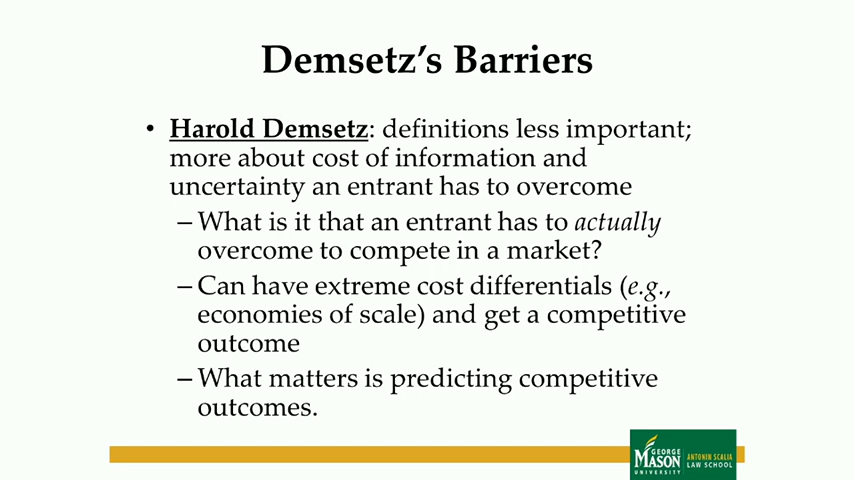 Demsetz's Barriers
• Harold Demsetz: definitions less important;
more about cost of information and
uncertainty an entrant has to overcome
– What is it that an entrant has to actually
overcome to compete in a market?
– Can have extreme cost differentials (e.g.,
economies of scale) and get a competitive
outcome
– What matters is predicting competitive
outcomes.
GEORGE
MASON
UNIVERSITY
ANTONIN SCALIA
LAW SCHOOL